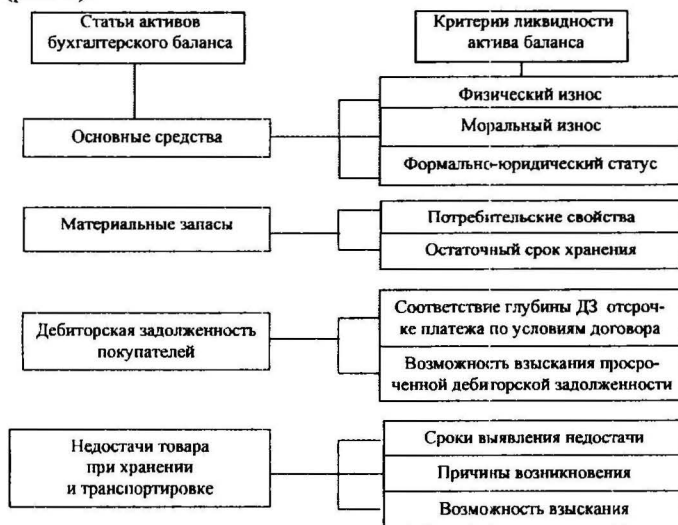 Статьи активов
бухгалтерского баланса
Критерии ликвидности
актива баланса
Основные средства
Физический износ
Моральный износ
Формально-юридический статус
Материальные запасы
Потребительские свойства
Остаточный срок хранения
Дебиторская задолженность
покупателей
Соответствие глубины ДЗ отсроч-
ке платежа по условиям договора
Возможность взыскания просро-
ченной дебиторской задолженности
Недостачи товара
при хранении
и транспортировке
Сроки выявления недостачи
Причины возникновения
Возможность взыскания